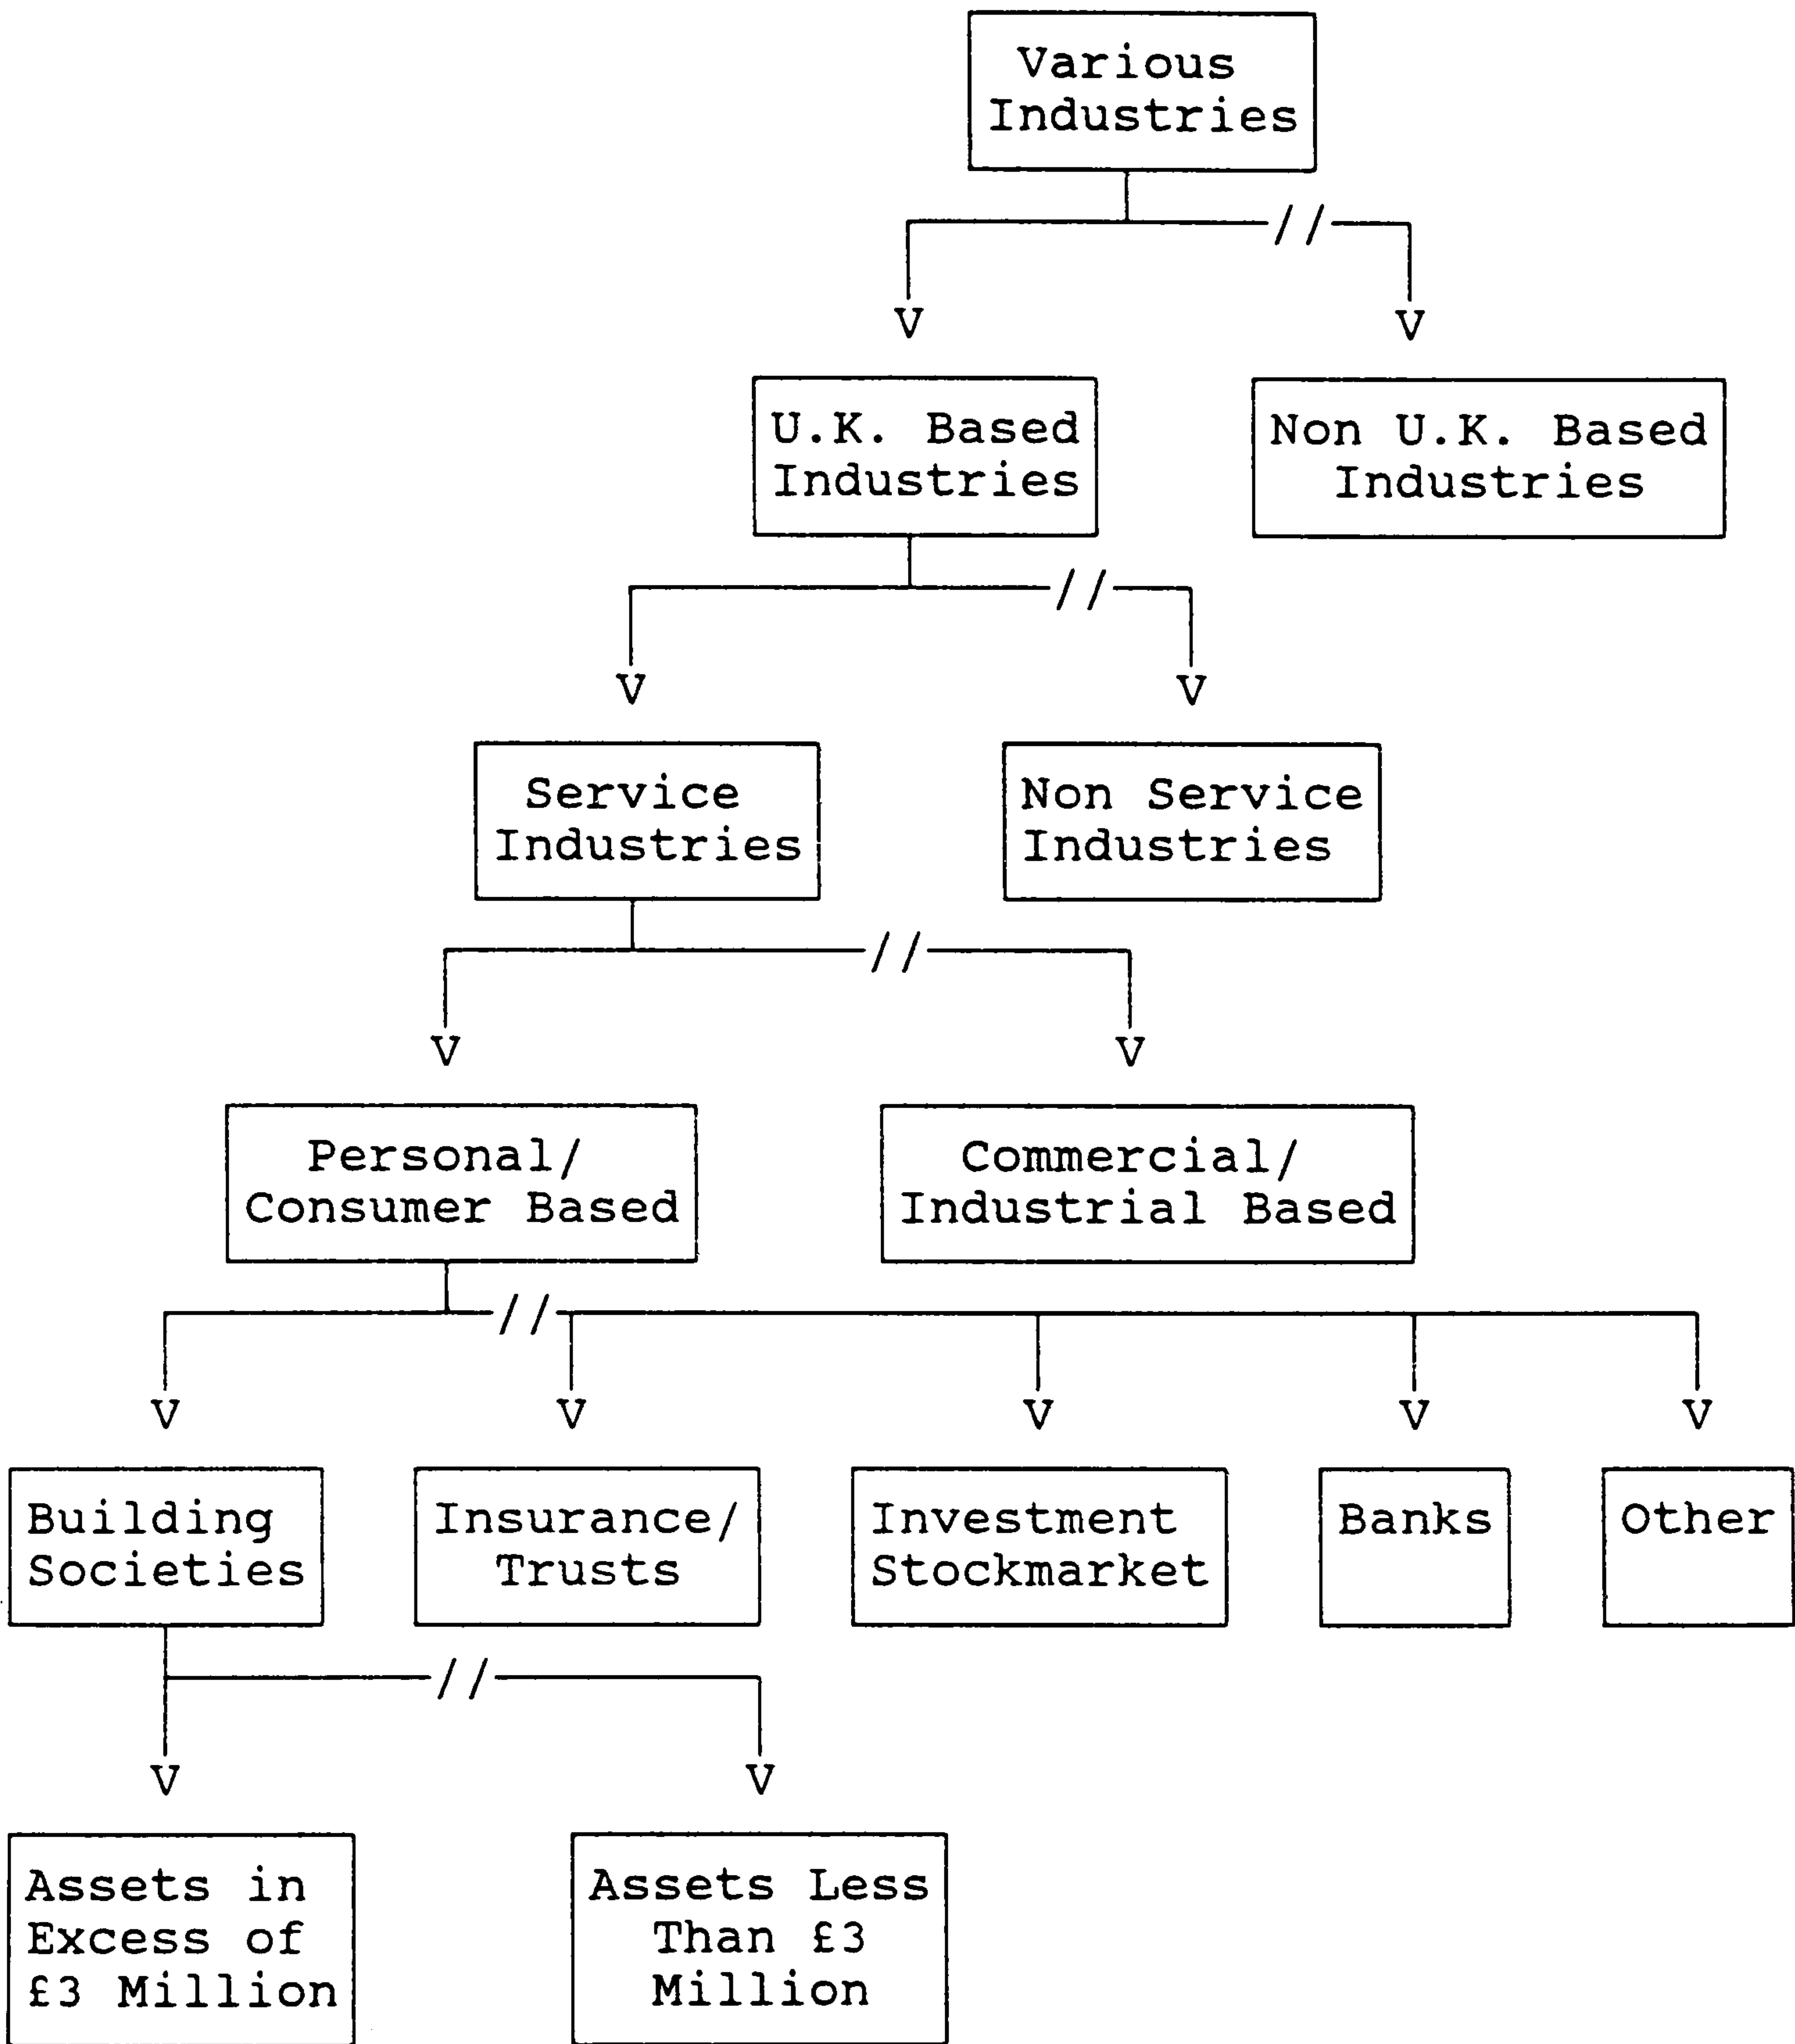 Various
Industries
//
V
V
U.K. Based
Industries
Non U.K. Based
Industries
//
V
V
Service
Industries
Non Service
Industries
//
V
V
Personal/
Consumer Based
Commercial/
Industrial Based
//
V
V
V
V
V
Building
Societies
Insurance/
Trusts
Investment
Stockmarket
Banks
Other
//
V
V
Assets in
Excess of
£3 Million
Assets Less
Than £3
Million